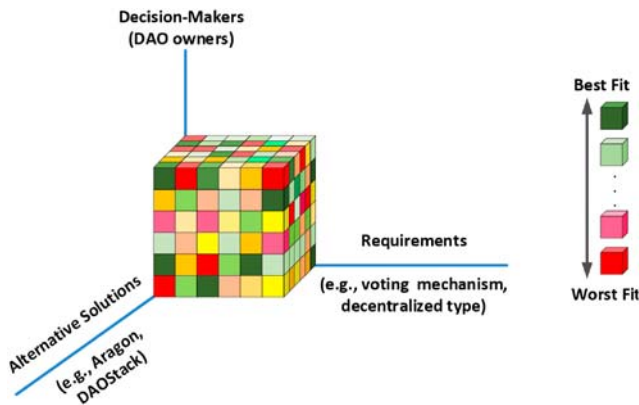 Decision-Makers
(DAO owners)
Best Fit
Worst Fit
Requirements
(e.g., voting mechanism,
decentralized type)
Alternative Solutions
(e.g., Aragon,
DAOStack)